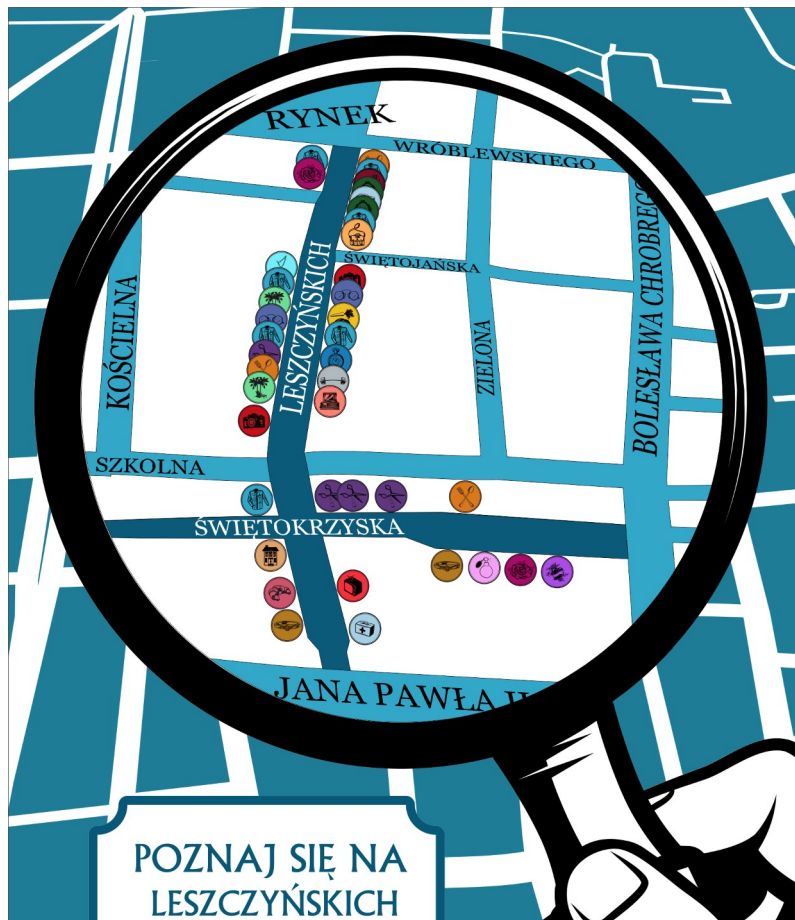 RYNEK
WRÓBLEWSKIEGO
BOLESŁAWA CHROBREGO
ŚWIĘTOJAŃSKA
LESZCZYŃSKICH
KOŚCIELNA
ZIELONA
SZKOLNA
ŚWIĘTOKRZYSKA
JANA PAWŁA II
POZNAJ SIĘ NA
LESZCZYŃSKICH